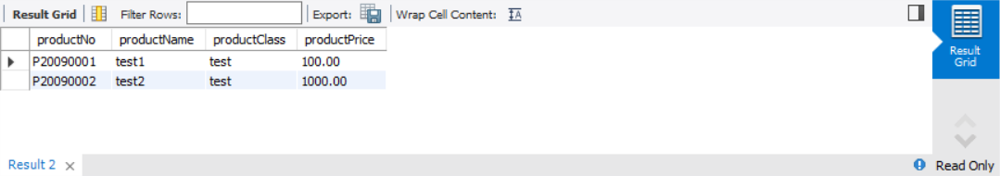 Result Grid Filter Rows: Export: Wrap Cell Content: IA
Result Grid
productNo productName productClass productPrice
P20090001 test1 test 100.00
P20090002 test2 test 1000.00
Result 2 × Read Only